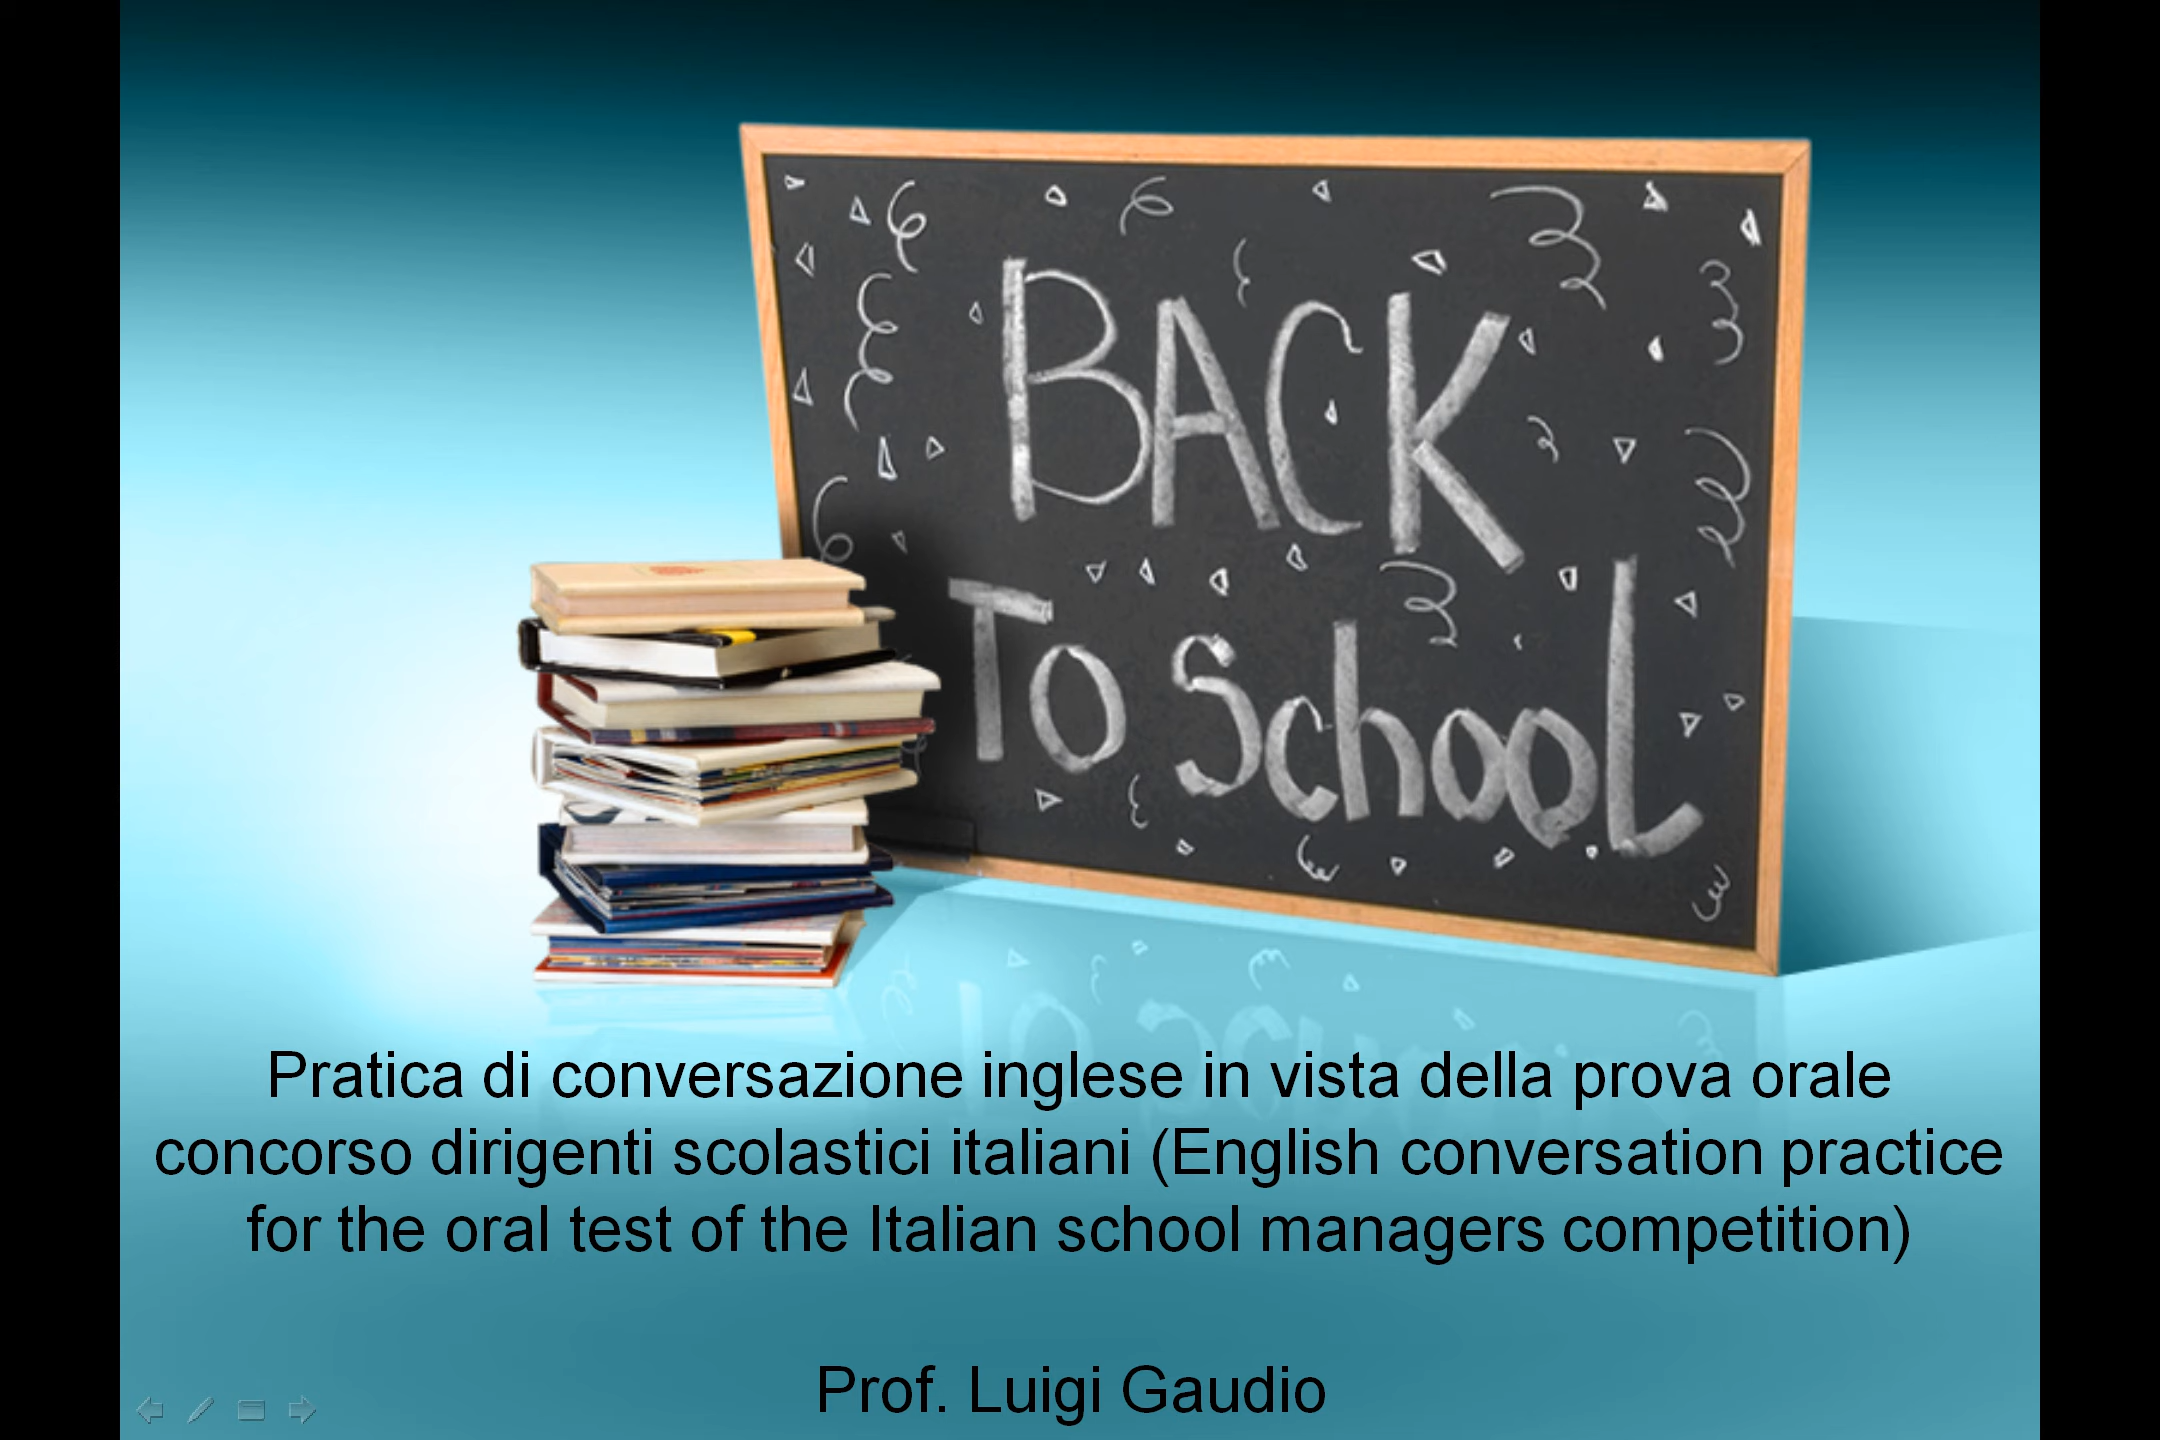 BACK
To School
Pratica di conversazione inglese in vista della prova orale
concorso dirigenti scolastici italiani (English conversation practice
for the oral test of the Italian school managers competition)
Prof. Luigi Gaudio